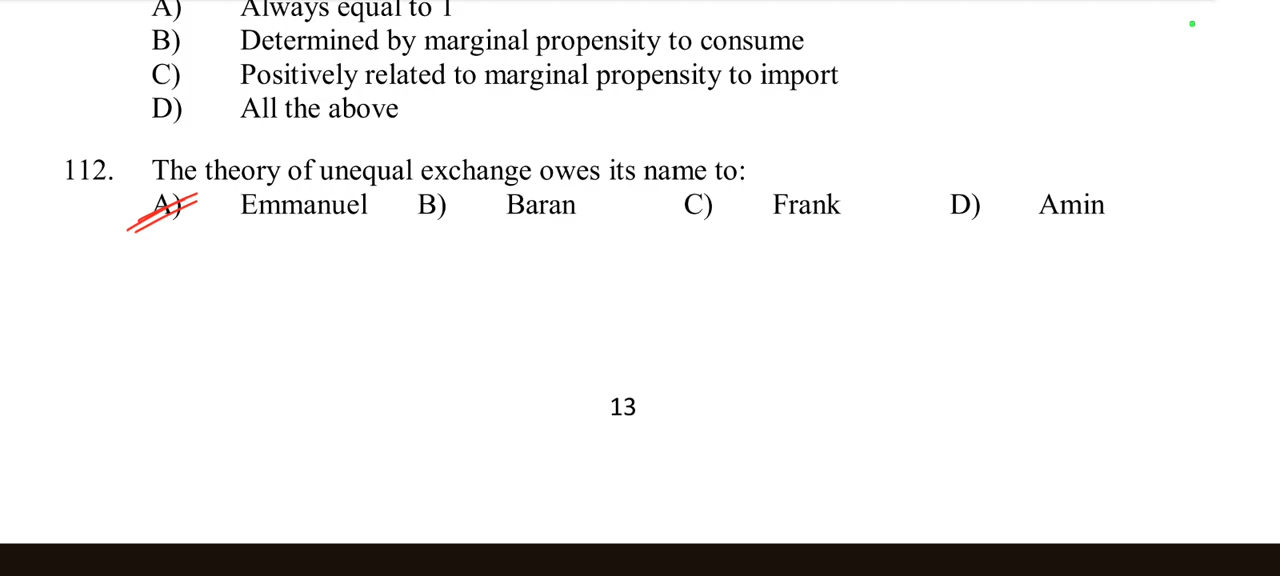 A) Always equal to 1
B) Determined by marginal propensity to consume
C) Positively related to marginal propensity to import
D) All the above
112. The theory of unequal exchange owes its name to:
A) Emmanuel B) Baran C) Frank D) Amin
13